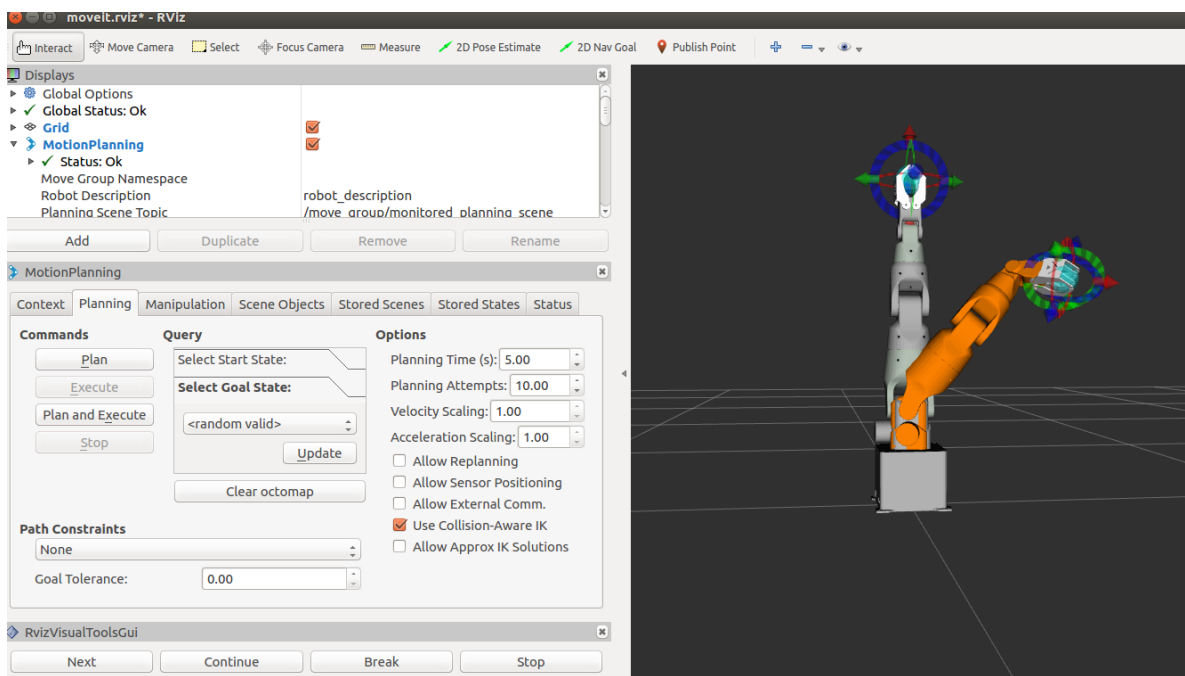 moveit.rviz* - RViz
Interact Move Camera Select Focus Camera Measure 2D Pose Estimate 2D Nav Goal Publish Point
Displays
Global Options
Global Status: Ok
Grid
MotionPlanning
Status: Ok
Move Group Namespace
Robot Description robot_description
Planning Scene Topic /move_group/monitored_planning_scene
Add Duplicate Remove Rename
MotionPlanning
Context Planning Manipulation Scene Objects Stored Scenes Stored States Status
Commands Query Options
Plan Select Start State: Planning Time (s): 5.00
Execute Select Goal State: Planning Attempts: 10.00
Plan and Execute <random valid> Velocity Scaling: 1.00
Stop Update Acceleration Scaling: 1.00
Allow Replanning
Clear octomap Allow Sensor Positioning
Allow External Comm.
Path Constraints Use Collision-Aware IK
None Allow Approx IK Solutions
Goal Tolerance: 0.00
RvizVisualToolsGui
Next Continue Break Stop